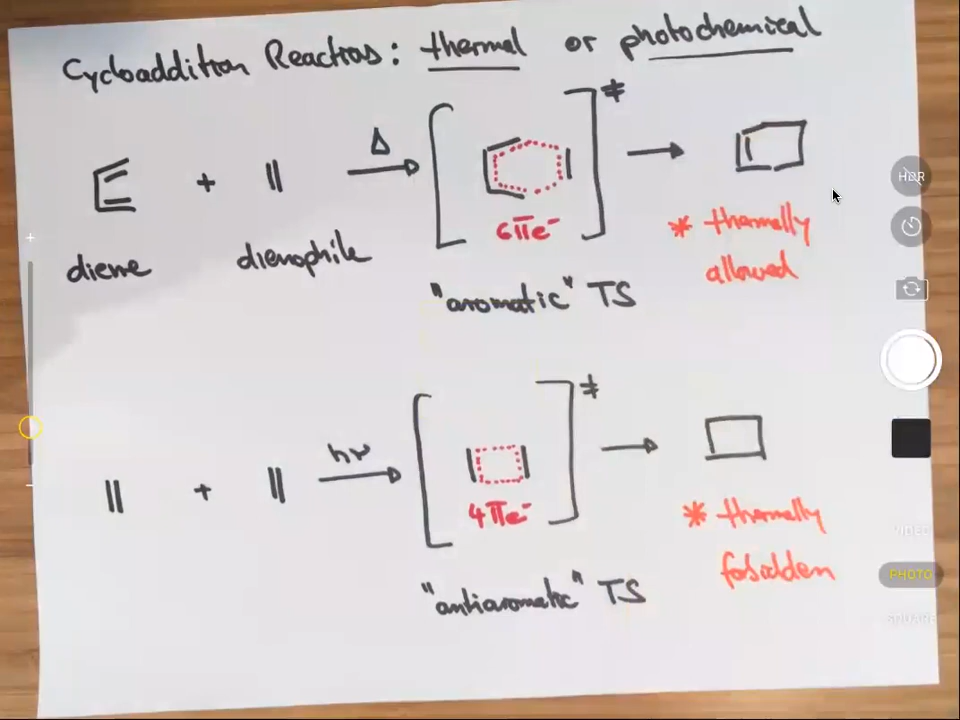 Cycloaddition Reactions: thermal or photochemical
‡
Δ
+
6πe⁻
* thermally
allowed
diene
dienophile
"aromatic" TS
‡
hν
+
4πe⁻
* thermally
forbidden
"antiaromatic" TS
HDR
VIDEO
PHOTO
SQUARE